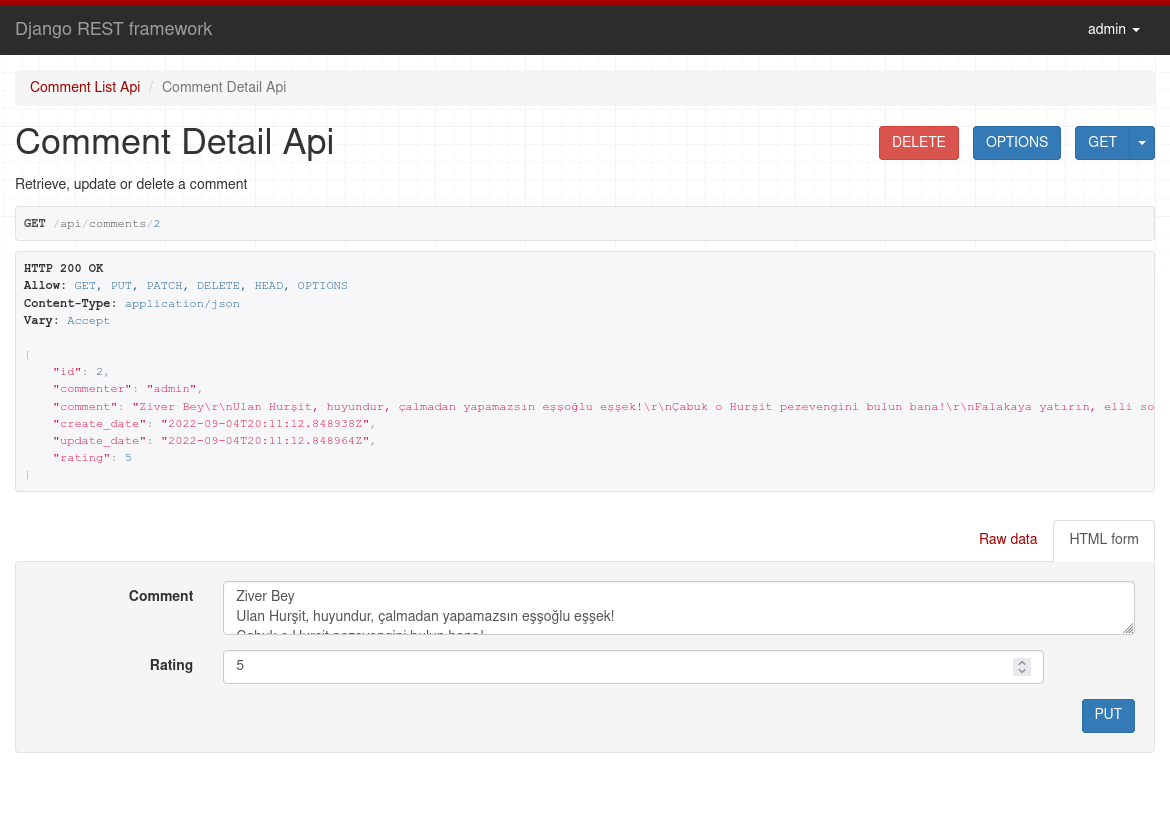 Django REST framework
admin
Comment List Api / Comment Detail Api
Comment Detail Api
DELETE
OPTIONS
GET
Retrieve, update or delete a comment
GET /api/comments/2
HTTP 200 OK
Allow: GET, PUT, PATCH, DELETE, HEAD, OPTIONS
Content-Type: application/json
Vary: Accept
{
"id": 2,
"commenter": "admin",
"comment": "Ziver Bey\r\nUlan Hurşit, huyundur, çalmadan yapamazsın eşşoğlu eşşek!\r\nÇabuk o Hurşit pezevengini bulun bana!\r\nFalakaya yatırın, elli so
"create_date": "2022-09-04T20:11:12.848938Z",
"update_date": "2022-09-04T20:11:12.848964Z",
"rating": 5
}
Raw data
HTML form
Comment
Ziver Bey
Ulan Hurşit, huyundur, çalmadan yapamazsın eşşoğlu eşşek!
Çabuk o Hurşit pezevengini bulun bana!
Rating
5
PUT